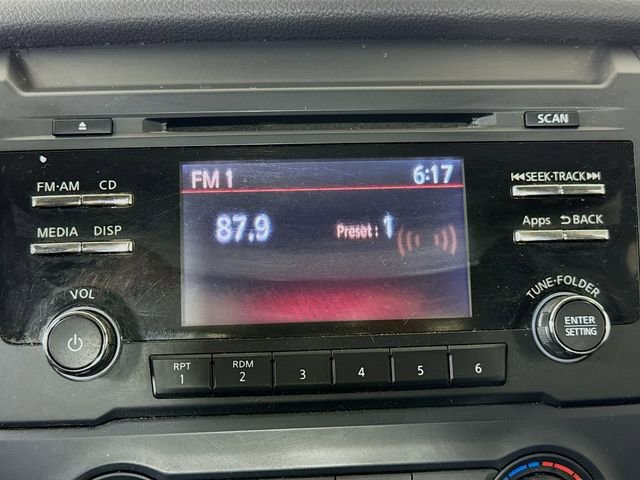 SCAN
FM·AM CD
FM 1 6:17
SEEK·TRACK
87.9 Preset : 1
Apps BACK
MEDIA DISP
VOL
TUNE·FOLDER
ENTER
SETTING
RPT RDM
1 2 3 4 5 6